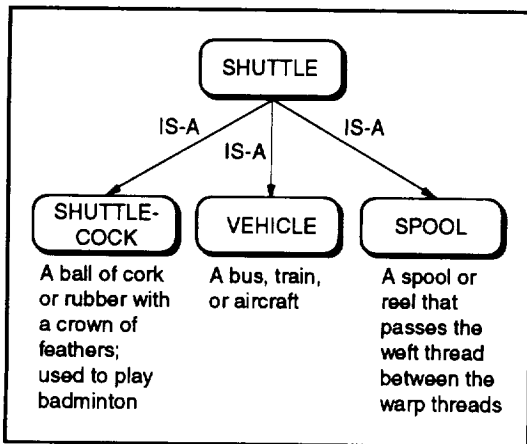 SHUTTLE
IS-A
IS-A
IS-A
SHUTTLE-
COCK
VEHICLE
SPOOL
A ball of cork
or rubber with
a crown of
feathers;
used to play
badminton
A bus, train,
or aircraft
A spool or
reel that
passes the
weft thread
between the
warp threads